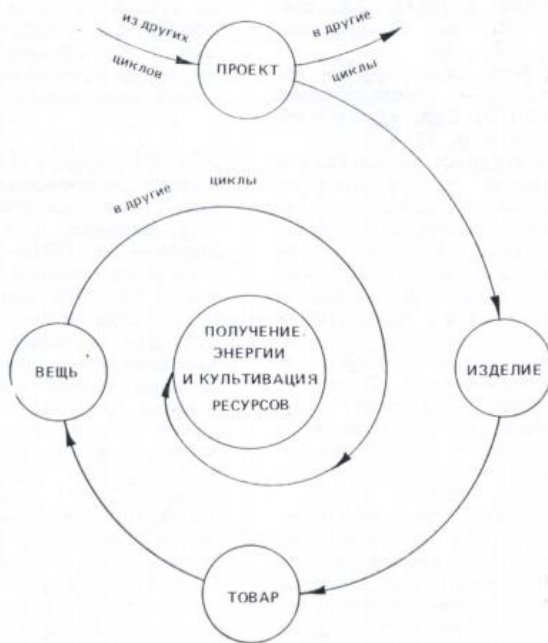 из других
циклов
в другие
циклы
ПРОЕКТ
в другие циклы
ПОЛУЧЕНИЕ.
ЭНЕРГИИ
И КУЛЬТИВАЦИЯ
РЕСУРСОВ
ВЕЩЬ
ИЗДЕЛИЕ
ТОВАР